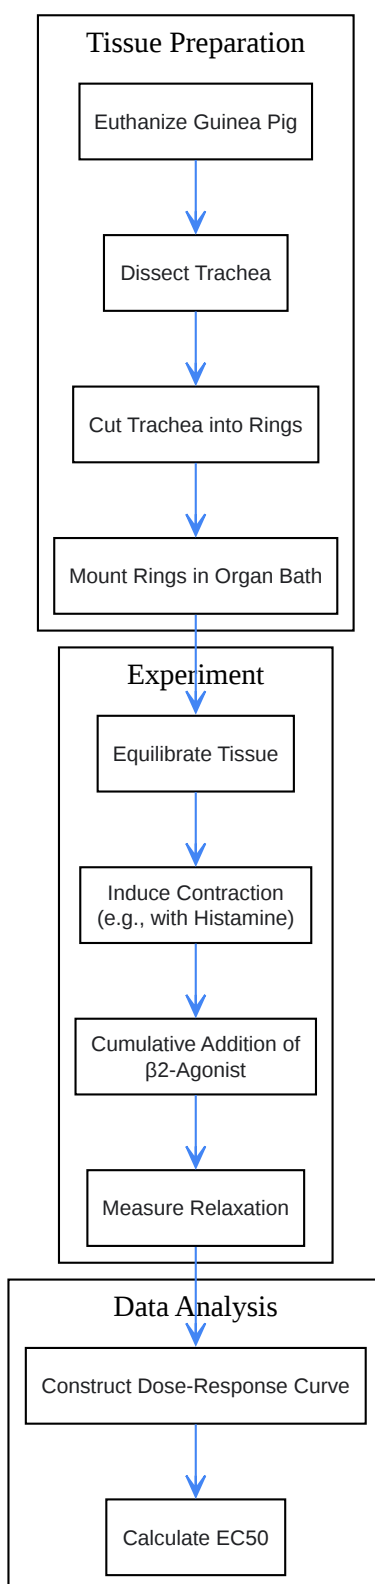 Tissue Preparation
Euthanize Guinea Pig
Dissect Trachea
Cut Trachea into Rings
Mount Rings in Organ Bath
Experiment
Equilibrate Tissue
Induce Contraction
(e.g., with Histamine)
Cumulative Addition of
β2-Agonist
Measure Relaxation
Data Analysis
Construct Dose-Response Curve
Calculate EC50